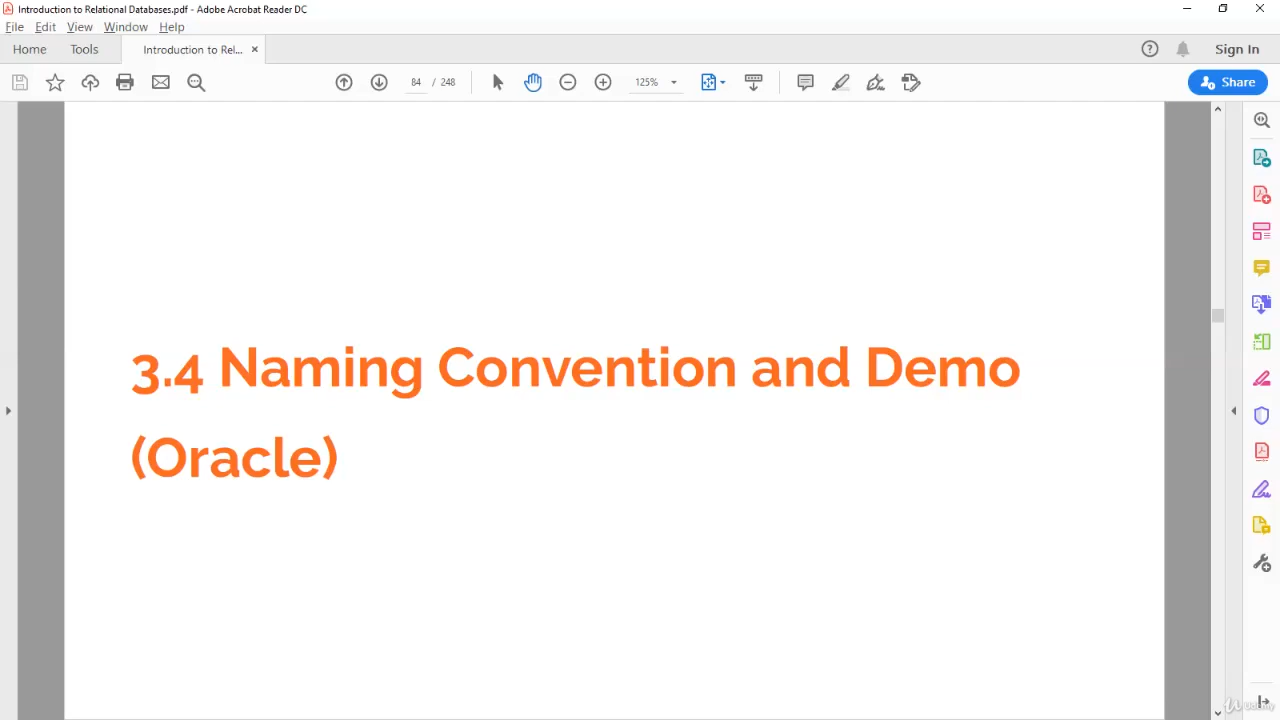 Introduction to Relational Databases.pdf - Adobe Acrobat Reader DC
File Edit View Window Help
Home Tools Introduction to Rel... × Sign In
84 / 248 125% Share
3.4 Naming Convention and Demo
(Oracle)
Udemy